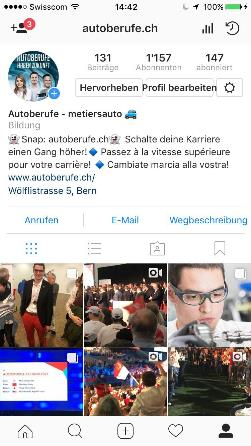 Swisscom
14:42
100%
3
autoberufe.ch
AUTOBERUFE
131
1'157
147
Beiträge
Abonnenten
abonniert
Hervorheben
Profil bearbeiten
Autoberufe - metiersauto
Bildung
Snap: autoberufe.ch Schalte deine Karriere
einen Gang höher! Passez à la vitesse supérieure
pour votre carrière! Cambiate marcia alla vostra!
www.autoberufe.ch/
Wölflistrasse 5, Bern
Anrufen
E-Mail
Wegbeschreibung